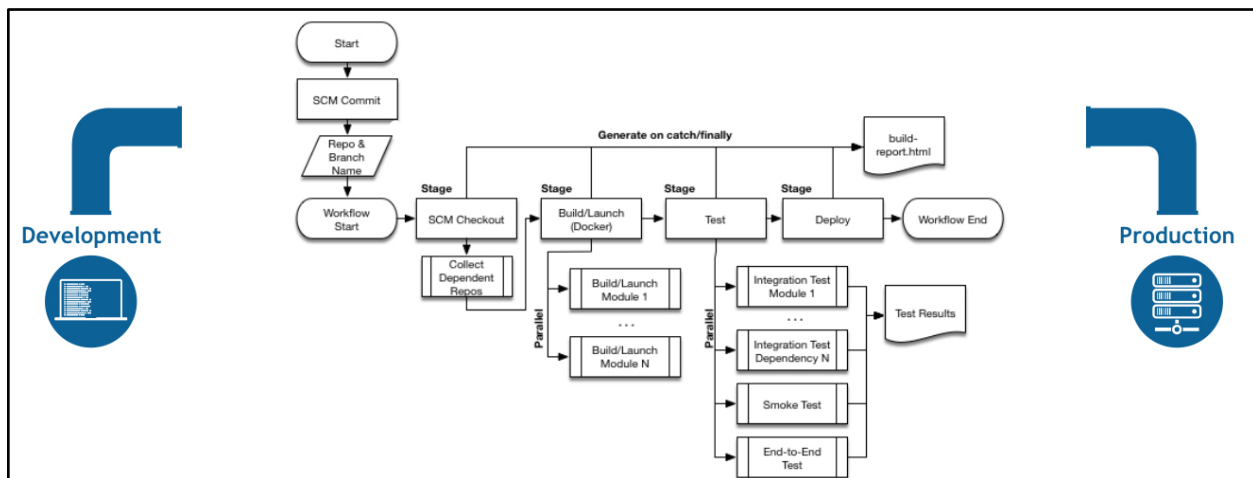 Start
SCM Commit
Repo &
Branch
Name
Generate on catch/finally
build-
report.html
Stage
Stage
Stage
Stage
Workflow
Start
SCM Checkout
Build/Launch
(Docker)
Test
Deploy
Workflow End
Development
Production
Collect
Dependent
Repos
Parallel
Build/Launch
Module 1
...
Build/Launch
Module N
Parallel
Integration Test
Module 1
...
Integration Test
Dependency N
Smoke Test
End-to-End
Test
Test Results